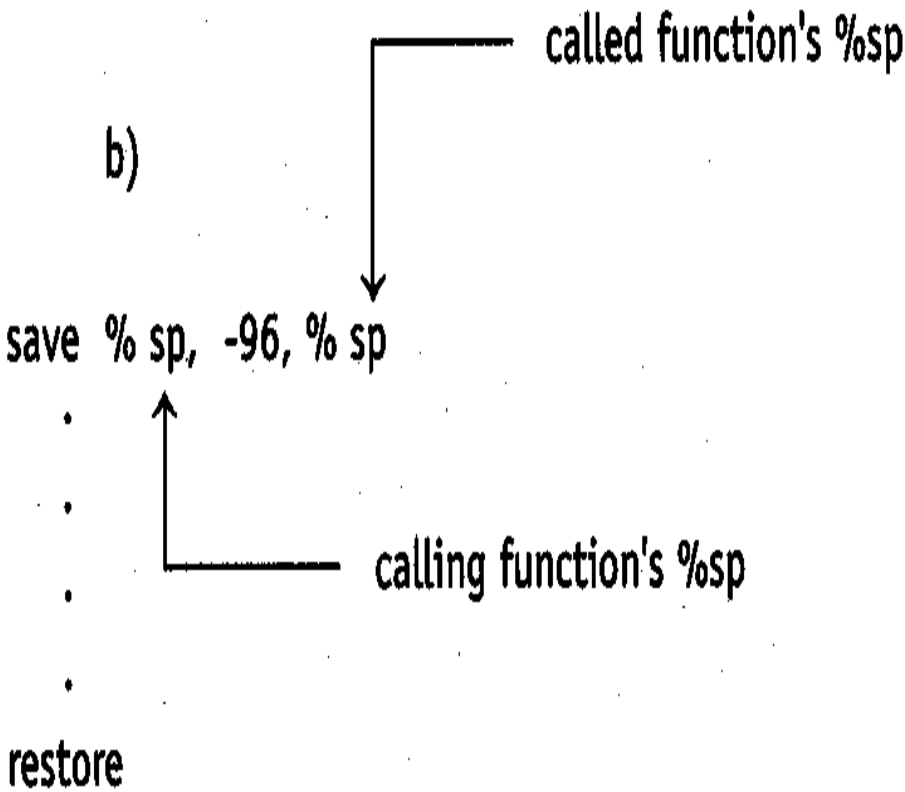 called function's %sp
b)
save % sp, -96, % sp
calling function's %sp
restore